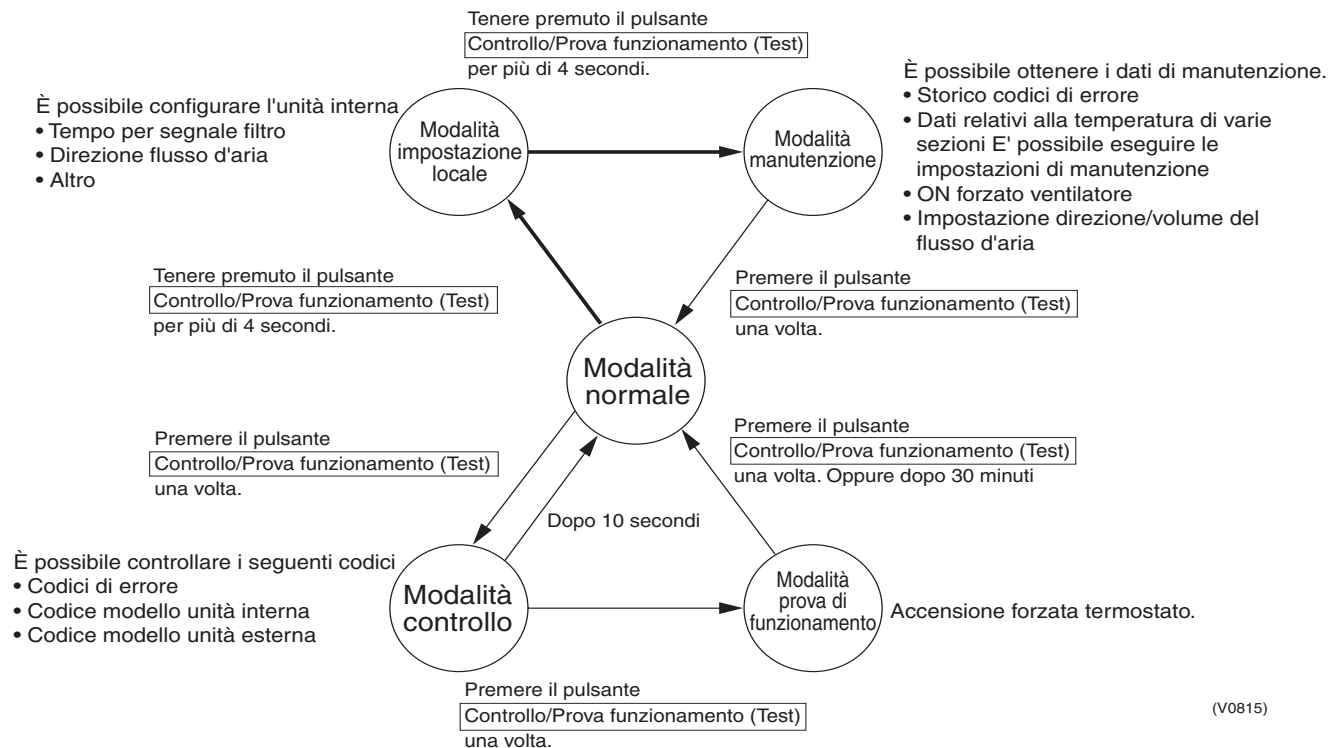 Tenere premuto il pulsante
Controllo/Prova funzionamento (Test)
per più di 4 secondi.
È possibile configurare l'unità interna
• Tempo per segnale filtro
• Direzione flusso d'aria
• Altro
Modalità
impostazione
locale
Modalità
manutenzione
È possibile ottenere i dati di manutenzione.
• Storico codici di errore
• Dati relativi alla temperatura di varie
sezioni E' possibile eseguire le
impostazioni di manutenzione
• ON forzato ventilatore
• Impostazione direzione/volume del
flusso d'aria
Tenere premuto il pulsante
Controllo/Prova funzionamento (Test)
per più di 4 secondi.
Premere il pulsante
Controllo/Prova funzionamento (Test)
una volta.
Modalità
normale
Premere il pulsante
Controllo/Prova funzionamento (Test)
una volta.
Premere il pulsante
Controllo/Prova funzionamento (Test)
una volta. Oppure dopo 30 minuti
Dopo 10 secondi
È possibile controllare i seguenti codici
• Codici di errore
• Codice modello unità interna
• Codice modello unità esterna
Modalità
controllo
Modalità
prova di
funzionamento
Accensione forzata termostato.
Premere il pulsante
Controllo/Prova funzionamento (Test)
una volta.
(V0815)